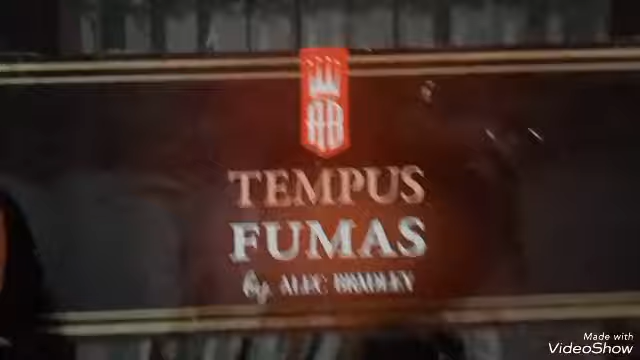 AB
TEMPUS
FUMAS
by ALEC BRADLEY
Made with
VideoShow